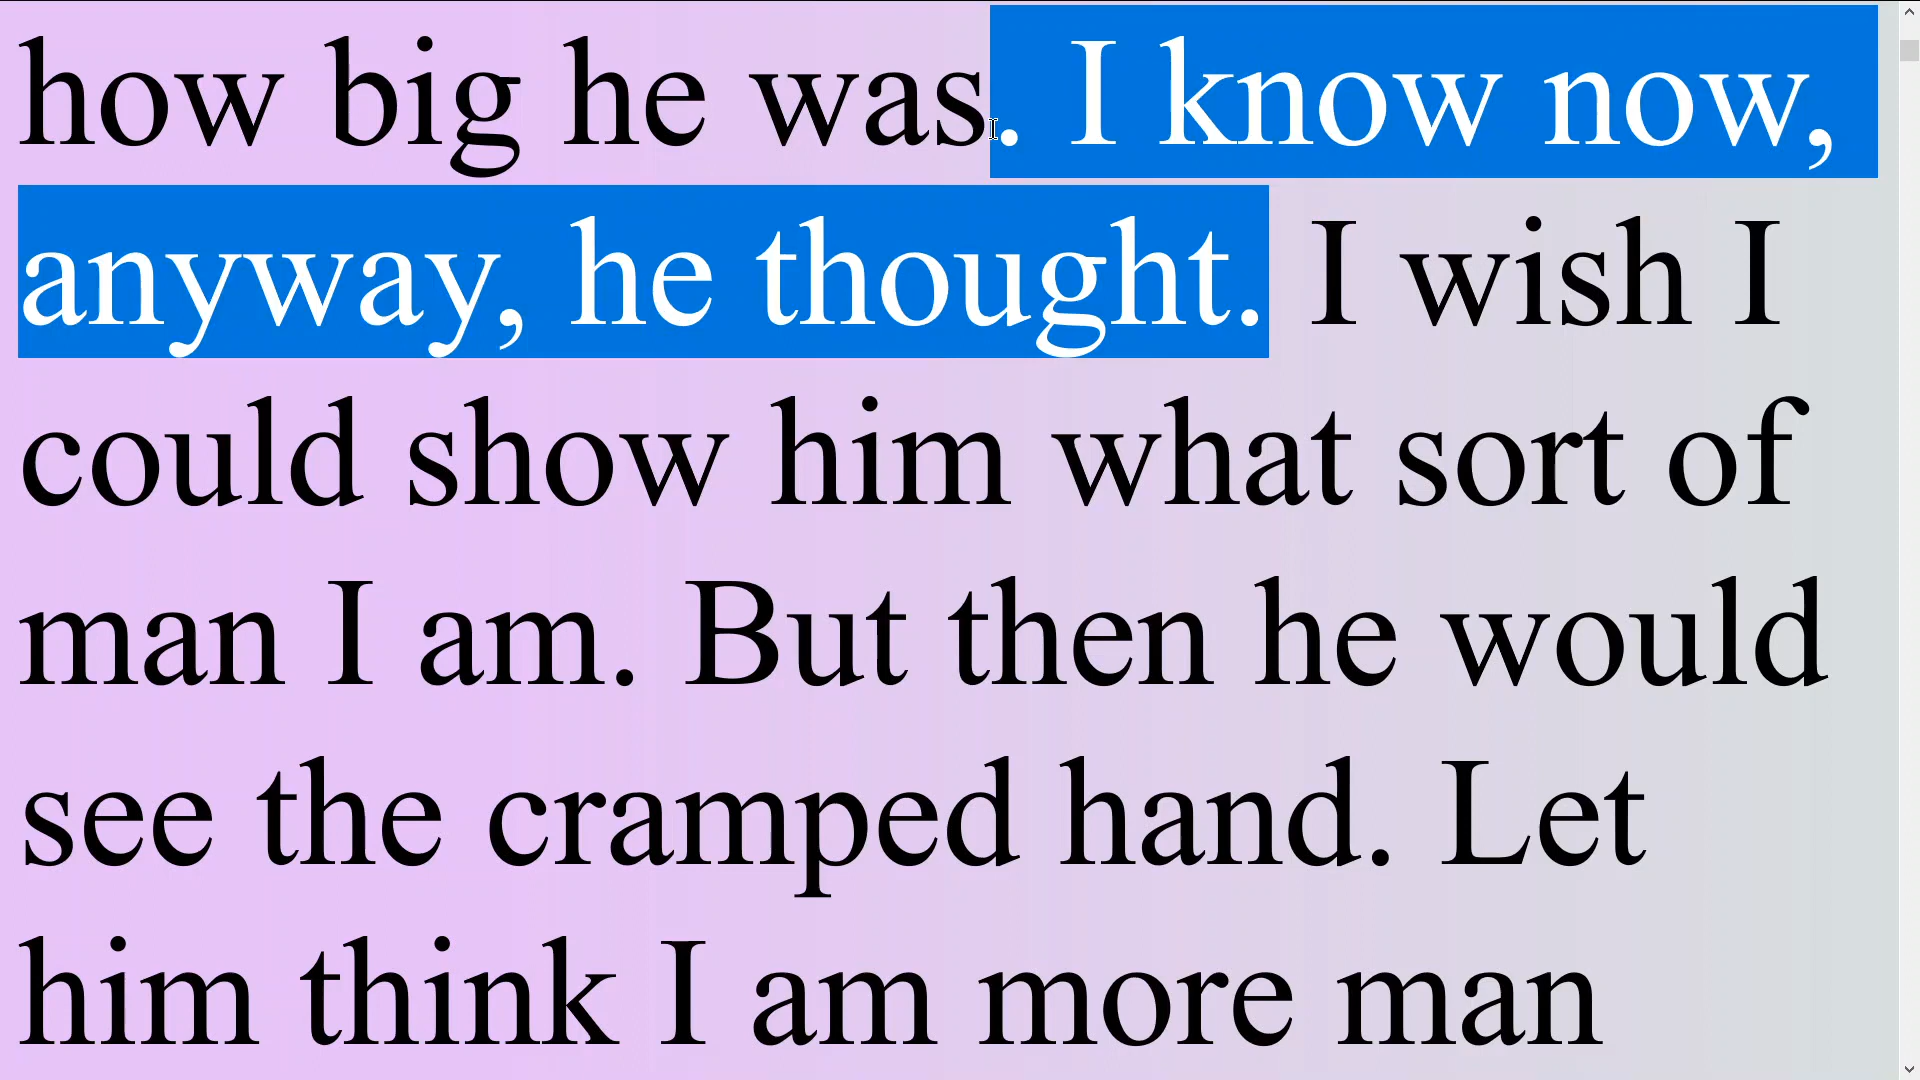 how big he was. I know now,
anyway, he thought. I wish I
could show him what sort of
man I am. But then he would
see the cramped hand. Let
him think I am more man